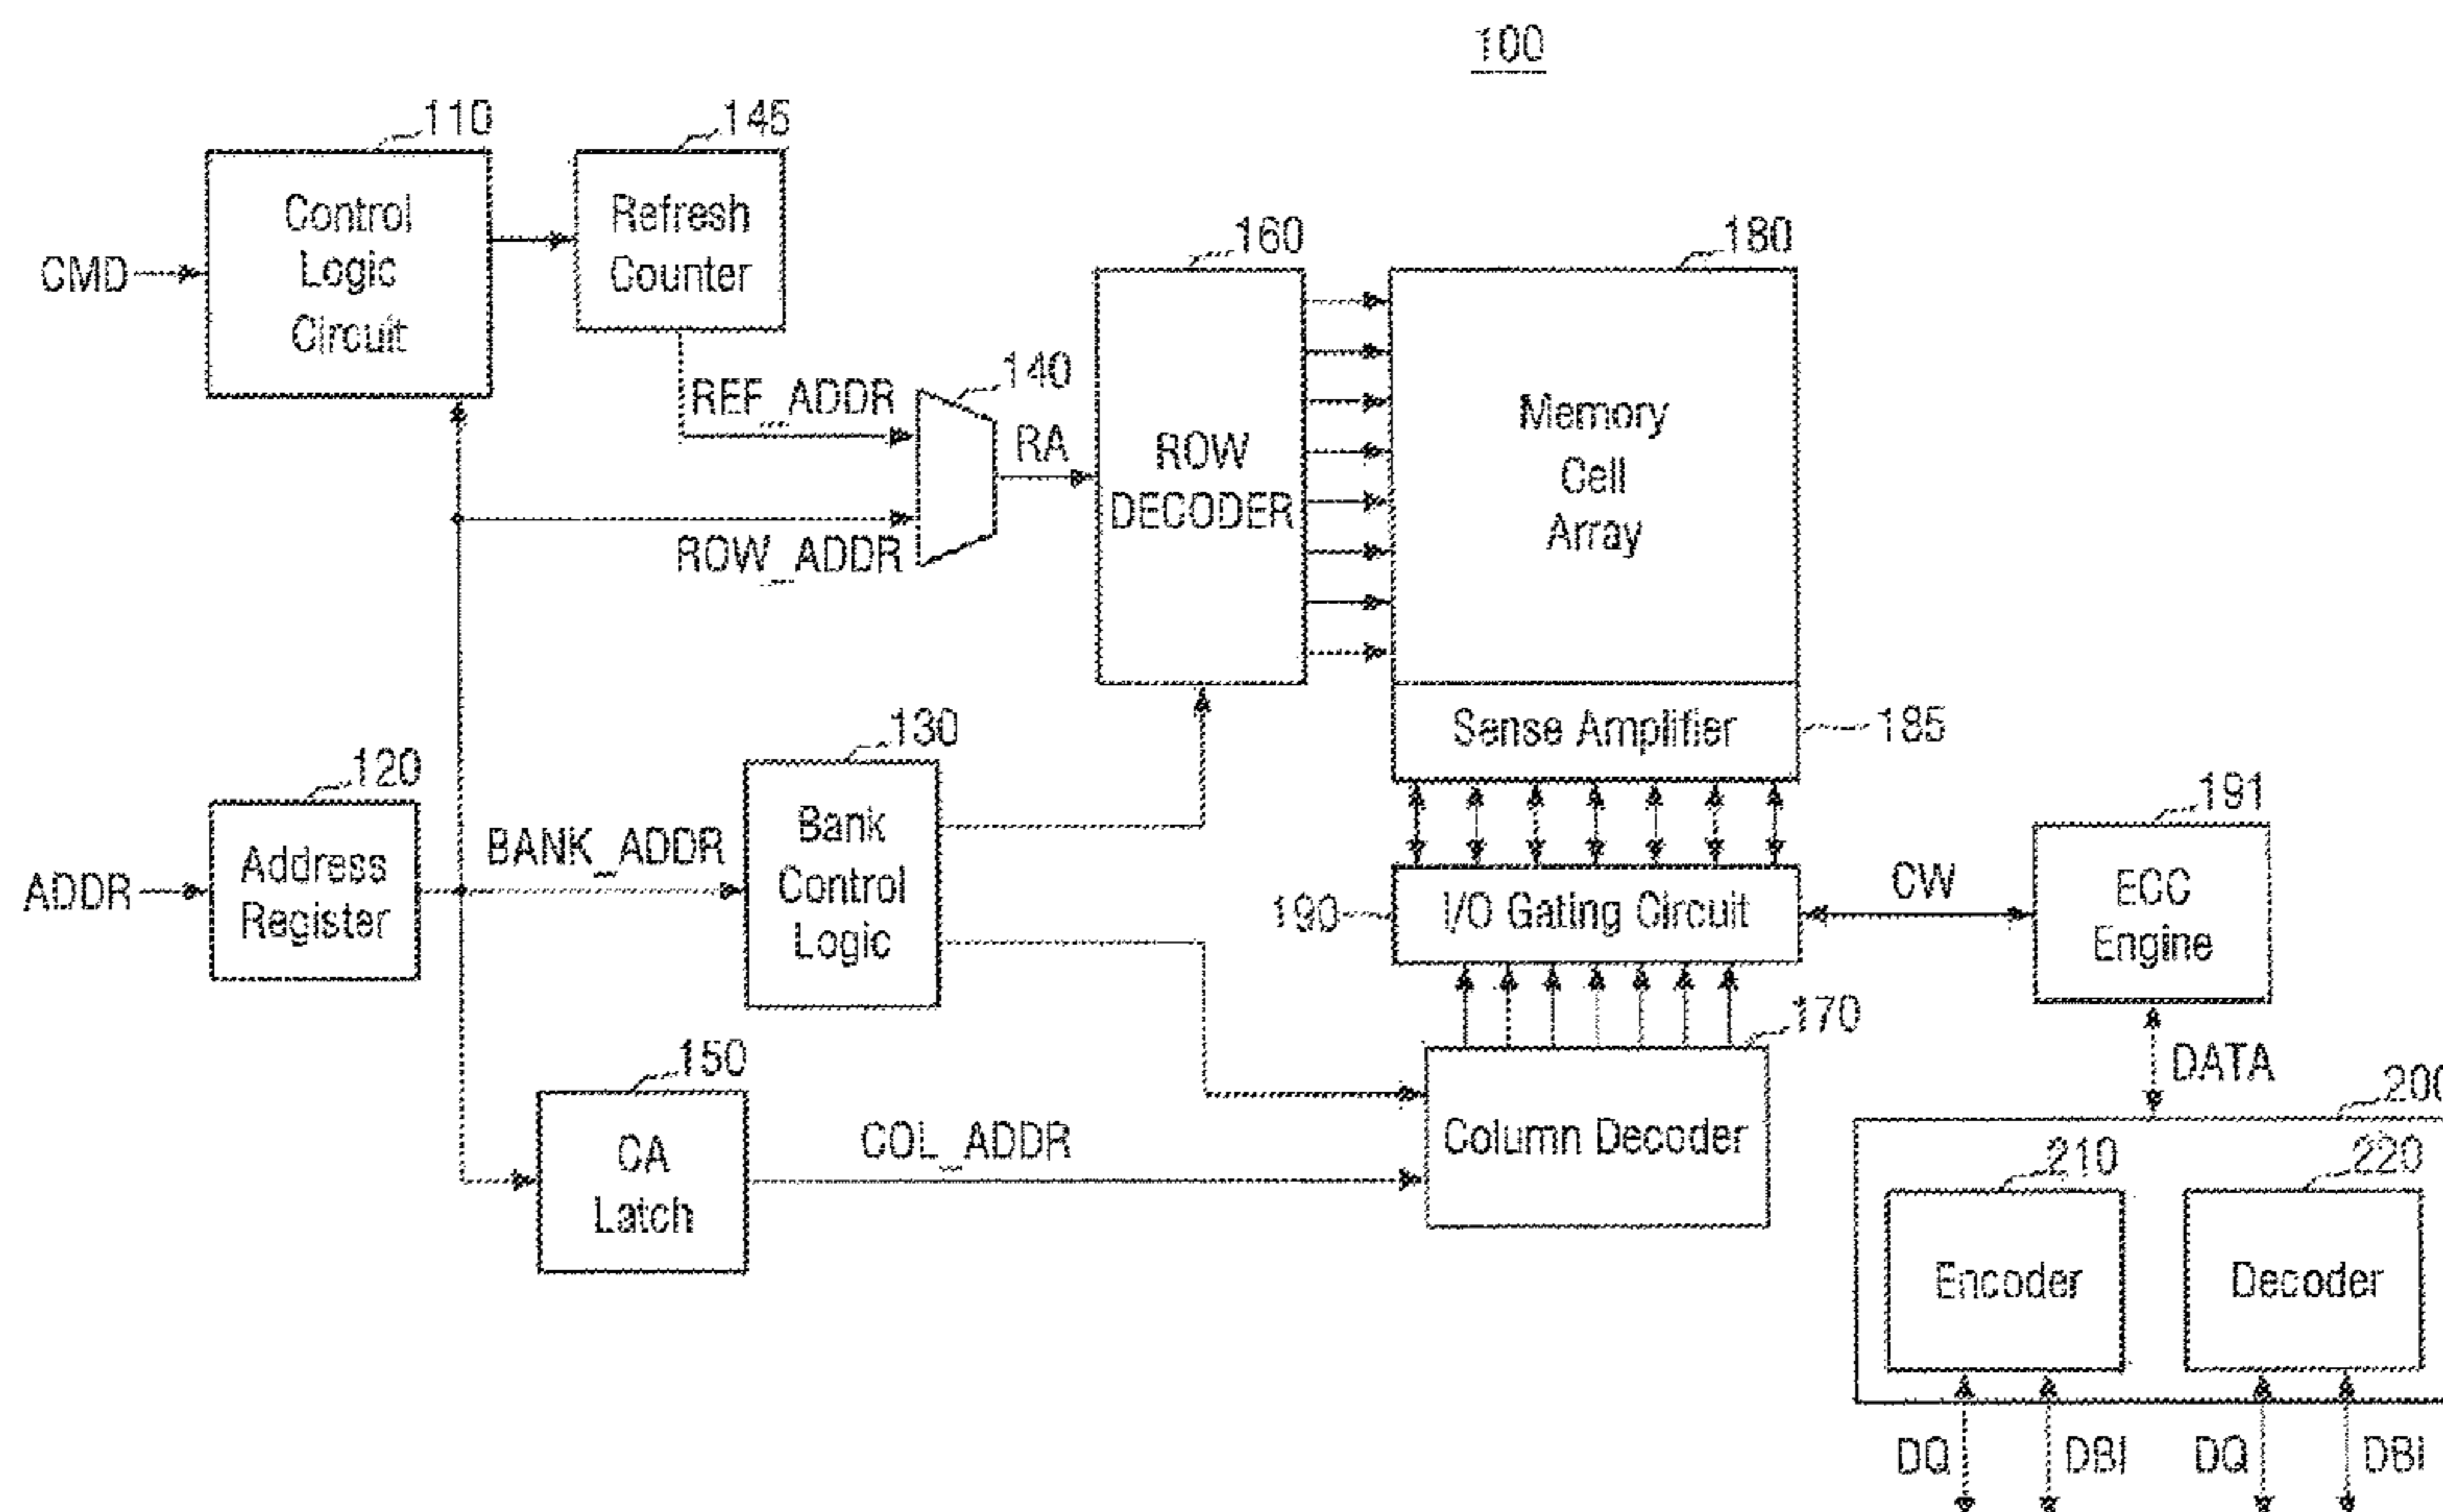 100
110
145
Control
Logic
Circuit
Refresh
Counter
CMD
160
180
140
REF_ADDR
RA
ROW
DECODER
Memory
Cell
Array
ROW_ADDR
Sense Amplifier
185
130
120
191
Address
Register
ADDR
BANK_ADDR
Bank
Control
Logic
190
I/O Gating Circuit
CW
ECC
Engine
170
150
DATA
200
CA
Latch
COL_ADDR
Column Decoder
210
220
Encoder
Decoder
DQ
DBI
DQ
DBI